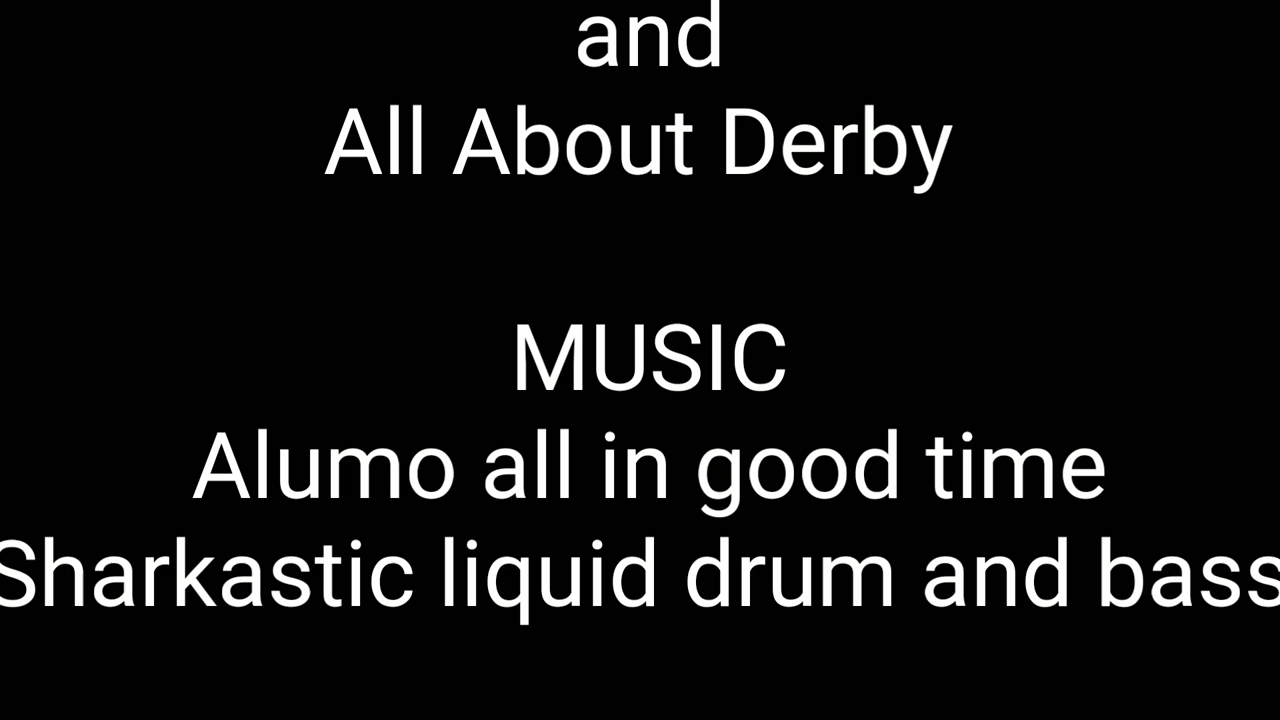 and
All About Derby
MUSIC
Alumo all in good time
Sharkastic liquid drum and bass